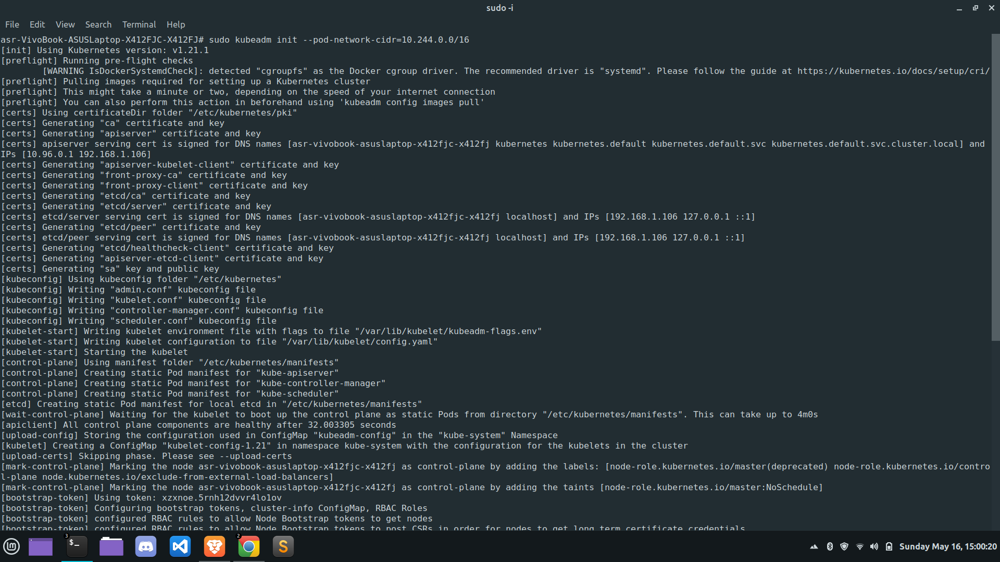 sudo -i
File Edit View Search Terminal Help
asr-VivoBook-ASUSLaptop-X412FJC-X412FJ# sudo kubeadm init --pod-network-cidr=10.244.0.0/16
[init] Using Kubernetes version: v1.21.1
[preflight] Running pre-flight checks
[WARNING IsDockerSystemdCheck]: detected "cgroupfs" as the Docker cgroup driver. The recommended driver is "systemd". Please follow the guide at https://kubernetes.io/docs/setup/cri/
[preflight] Pulling images required for setting up a Kubernetes cluster
[preflight] This might take a minute or two, depending on the speed of your internet connection
[preflight] You can also perform this action in beforehand using 'kubeadm config images pull'
[certs] Using certificateDir folder "/etc/kubernetes/pki"
[certs] Generating "ca" certificate and key
[certs] Generating "apiserver" certificate and key
[certs] apiserver serving cert is signed for DNS names [asr-vivobook-asuslaptop-x412fjc-x412fj kubernetes kubernetes.default kubernetes.default.svc kubernetes.default.svc.cluster.local] and
IPs [10.96.0.1 192.168.1.106]
[certs] Generating "apiserver-kubelet-client" certificate and key
[certs] Generating "front-proxy-ca" certificate and key
[certs] Generating "front-proxy-client" certificate and key
[certs] Generating "etcd/ca" certificate and key
[certs] Generating "etcd/server" certificate and key
[certs] etcd/server serving cert is signed for DNS names [asr-vivobook-asuslaptop-x412fjc-x412fj localhost] and IPs [192.168.1.106 127.0.0.1 ::1]
[certs] Generating "etcd/peer" certificate and key
[certs] etcd/peer serving cert is signed for DNS names [asr-vivobook-asuslaptop-x412fjc-x412fj localhost] and IPs [192.168.1.106 127.0.0.1 ::1]
[certs] Generating "etcd/healthcheck-client" certificate and key
[certs] Generating "apiserver-etcd-client" certificate and key
[certs] Generating "sa" key and public key
[kubeconfig] Using kubeconfig folder "/etc/kubernetes"
[kubeconfig] Writing "admin.conf" kubeconfig file
[kubeconfig] Writing "kubelet.conf" kubeconfig file
[kubeconfig] Writing "controller-manager.conf" kubeconfig file
[kubeconfig] Writing "scheduler.conf" kubeconfig file
[kubelet-start] Writing kubelet environment file with flags to file "/var/lib/kubelet/kubeadm-flags.env"
[kubelet-start] Writing kubelet configuration to file "/var/lib/kubelet/config.yaml"
[kubelet-start] Starting the kubelet
[control-plane] Using manifest folder "/etc/kubernetes/manifests"
[control-plane] Creating static Pod manifest for "kube-apiserver"
[control-plane] Creating static Pod manifest for "kube-controller-manager"
[control-plane] Creating static Pod manifest for "kube-scheduler"
[etcd] Creating static Pod manifest for local etcd in "/etc/kubernetes/manifests"
[wait-control-plane] Waiting for the kubelet to boot up the control plane as static Pods from directory "/etc/kubernetes/manifests". This can take up to 4m0s
[apiclient] All control plane components are healthy after 32.003305 seconds
[upload-config] Storing the configuration used in ConfigMap "kubeadm-config" in the "kube-system" Namespace
[kubelet] Creating a ConfigMap "kubelet-config-1.21" in namespace kube-system with the configuration for the kubelets in the cluster
[upload-certs] Skipping phase. Please see --upload-certs
[mark-control-plane] Marking the node asr-vivobook-asuslaptop-x412fjc-x412fj as control-plane by adding the labels: [node-role.kubernetes.io/master(deprecated) node-role.kubernetes.io/contro
l-plane node.kubernetes.io/exclude-from-external-load-balancers]
[mark-control-plane] Marking the node asr-vivobook-asuslaptop-x412fjc-x412fj as control-plane by adding the taints [node-role.kubernetes.io/master:NoSchedule]
[bootstrap-token] Using token: xzxnoe.5rnh12dvvr4lo1ov
[bootstrap-token] Configuring bootstrap tokens, cluster-info ConfigMap, RBAC Roles
[bootstrap-token] configured RBAC rules to allow Node Bootstrap tokens to get nodes
[bootstrap-token] configured RBAC rules to allow Node Bootstrap tokens to post CSRs in order for nodes to get long term certificate credentials
3
$_
2
S
Sunday May 16, 15:00:20